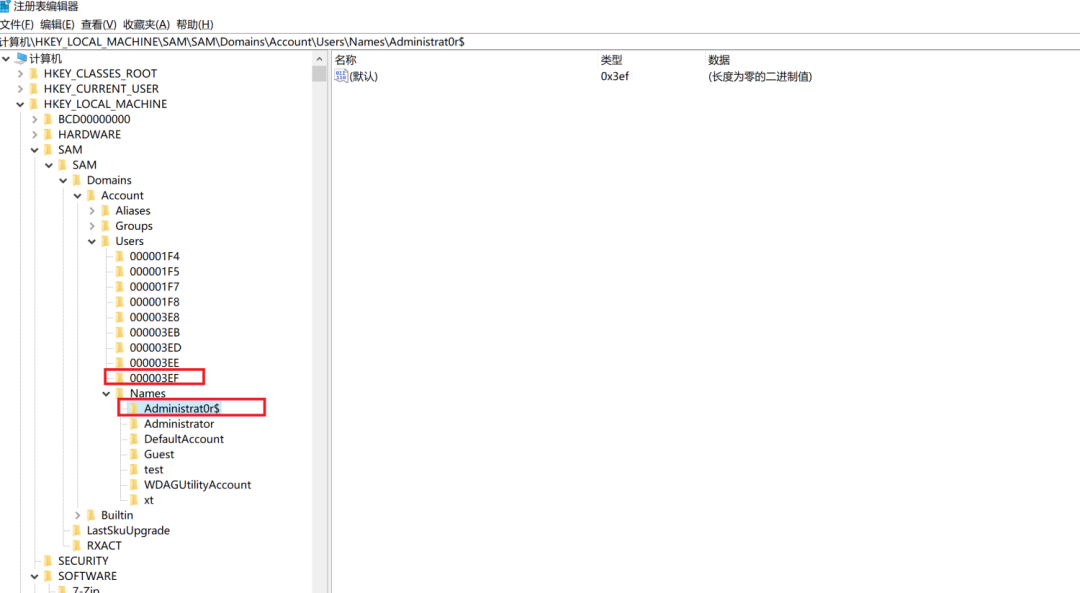 注册表编辑器
文件(F) 编辑(E) 查看(V) 收藏夹(A) 帮助(H)
计算机\HKEY_LOCAL_MACHINE\SAM\SAM\Domains\Account\Users\Names\Administrat0r$
计算机
HKEY_CLASSES_ROOT
HKEY_CURRENT_USER
HKEY_LOCAL_MACHINE
BCD00000000
HARDWARE
SAM
SAM
Domains
Account
Aliases
Groups
Users
000001F4
000001F5
000001F7
000001F8
000003E8
000003EB
000003ED
000003EE
000003EF
Names
Administrat0r$
Administrator
DefaultAccount
Guest
test
WDAGUtilityAccount
xt
Builtin
LastSkuUpgrade
RXACT
SECURITY
SOFTWARE
7-Zip
名称 类型 数据
(默认) 0x3ef (长度为零的二进制值)